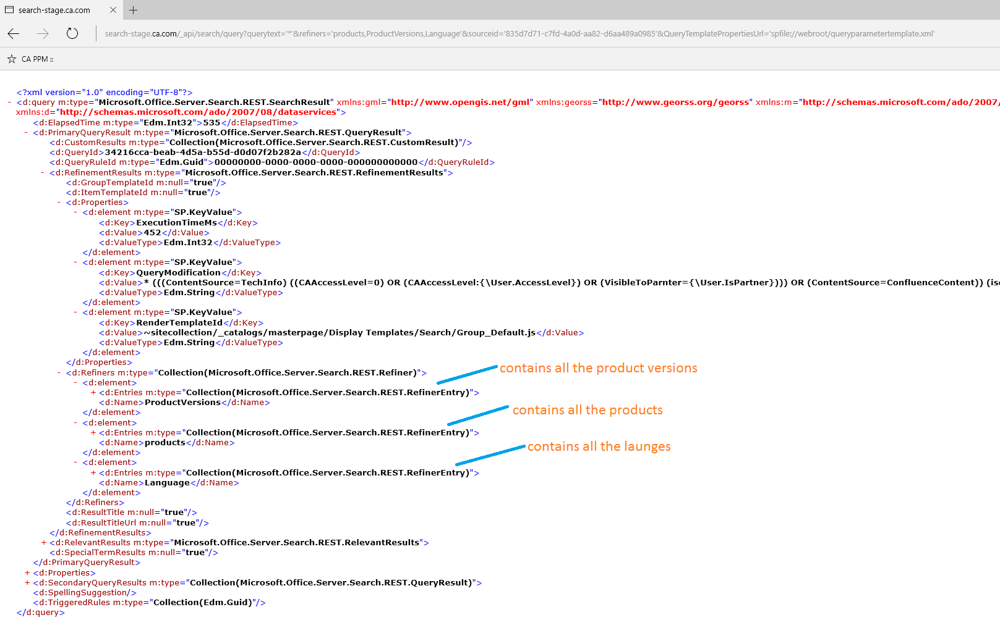 search-stage.ca.com
search-stage.ca.com/_api/search/query?querytext='*'&refiners='products,ProductVersions,Language'&sourceid='835d7d71-c7fd-4a0d-aa82-d6aa489a0985'&QueryTemplatePropertiesUrl='spfile://webroot/queryparametertemplate.xml'
CA PPM ::
<?xml version="1.0" encoding="UTF-8"?>
- <d:query m:type="Microsoft.Office.Server.Search.REST.SearchResult" xmlns:gml="http://www.opengis.net/gml" xmlns:georss="http://www.georss.org/georss" xmlns:m="http://schemas.microsoft.com/ado/2007/
xmlns:d="http://schemas.microsoft.com/ado/2007/08/dataservices">
<d:ElapsedTime m:type="Edm.Int32">535</d:ElapsedTime>
- <d:PrimaryQueryResult m:type="Microsoft.Office.Server.Search.REST.QueryResult">
<d:CustomResults m:type="Collection(Microsoft.Office.Server.Search.REST.CustomResult)"/>
<d:QueryId>34216cca-beab-4d5a-b55d-d0d07f2b282a</d:QueryId>
<d:QueryRuleId m:type="Edm.Guid">00000000-0000-0000-0000-000000000000</d:QueryRuleId>
- <d:RefinementResults m:type="Microsoft.Office.Server.Search.REST.RefinementResults">
<d:GroupTemplateId m:null="true"/>
<d:ItemTemplateId m:null="true"/>
- <d:Properties>
- <d:element m:type="SP.KeyValue">
<d:Key>ExecutionTimeMs</d:Key>
<d:Value>452</d:Value>
<d:ValueType>Edm.Int32</d:ValueType>
</d:element>
- <d:element m:type="SP.KeyValue">
<d:Key>QueryModification</d:Key>
<d:Value>* (((ContentSource=TechInfo) ((CAAccessLevel=0) OR (CAAccessLevel:{\User.AccessLevel}) OR (VisibleToParnter={\User.IsPartner}))) OR (ContentSource=ConfluenceContent)) (iso
<d:ValueType>Edm.String</d:ValueType>
</d:element>
- <d:element m:type="SP.KeyValue">
<d:Key>RenderTemplateId</d:Key>
<d:Value>~sitecollection/_catalogs/masterpage/Display Templates/Search/Group_Default.js</d:Value>
<d:ValueType>Edm.String</d:ValueType>
</d:element>
</d:Properties>
- <d:Refiners m:type="Collection(Microsoft.Office.Server.Search.REST.Refiner)">
contains all the product versions
- <d:element>
+ <d:Entries m:type="Collection(Microsoft.Office.Server.Search.REST.RefinerEntry)">
<d:Name>ProductVersions</d:Name>
</d:element>
contains all the products
- <d:element>
+ <d:Entries m:type="Collection(Microsoft.Office.Server.Search.REST.RefinerEntry)">
<d:Name>products</d:Name>
</d:element>
contains all the launges
- <d:element>
+ <d:Entries m:type="Collection(Microsoft.Office.Server.Search.REST.RefinerEntry)">
<d:Name>Language</d:Name>
</d:element>
</d:Refiners>
<d:ResultTitle m:null="true"/>
<d:ResultTitleUrl m:null="true"/>
</d:RefinementResults>
+ <d:RelevantResults m:type="Microsoft.Office.Server.Search.REST.RelevantResults">
<d:SpecialTermResults m:null="true"/>
</d:PrimaryQueryResult>
+ <d:Properties>
+ <d:SecondaryQueryResults m:type="Collection(Microsoft.Office.Server.Search.REST.QueryResult)">
<d:SpellingSuggestion/>
<d:TriggeredRules m:type="Collection(Edm.Guid)"/>
</d:query>